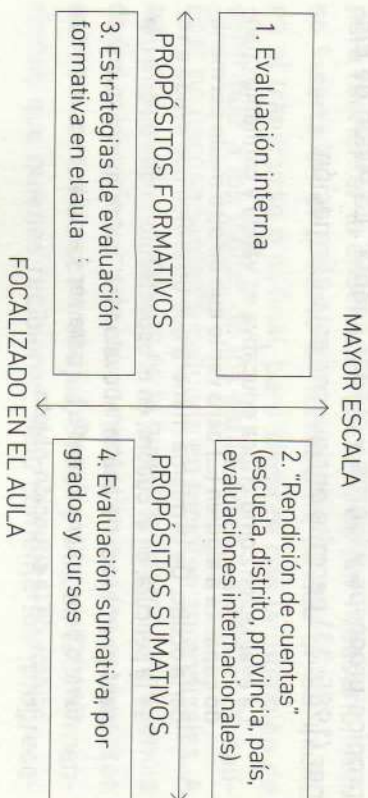 MAYOR ESCALA
1. Evaluación interna
2. "Rendición de cuentas"
(escuela, distrito, provincia, país,
evaluaciones internacionales)
PROPÓSITOS FORMATIVOS
PROPÓSITOS SUMATIVOS
3. Estrategias de evaluación
formativa en el aula
4. Evaluación sumativa, por
grados y cursos
FOCALIZADO EN EL AULA